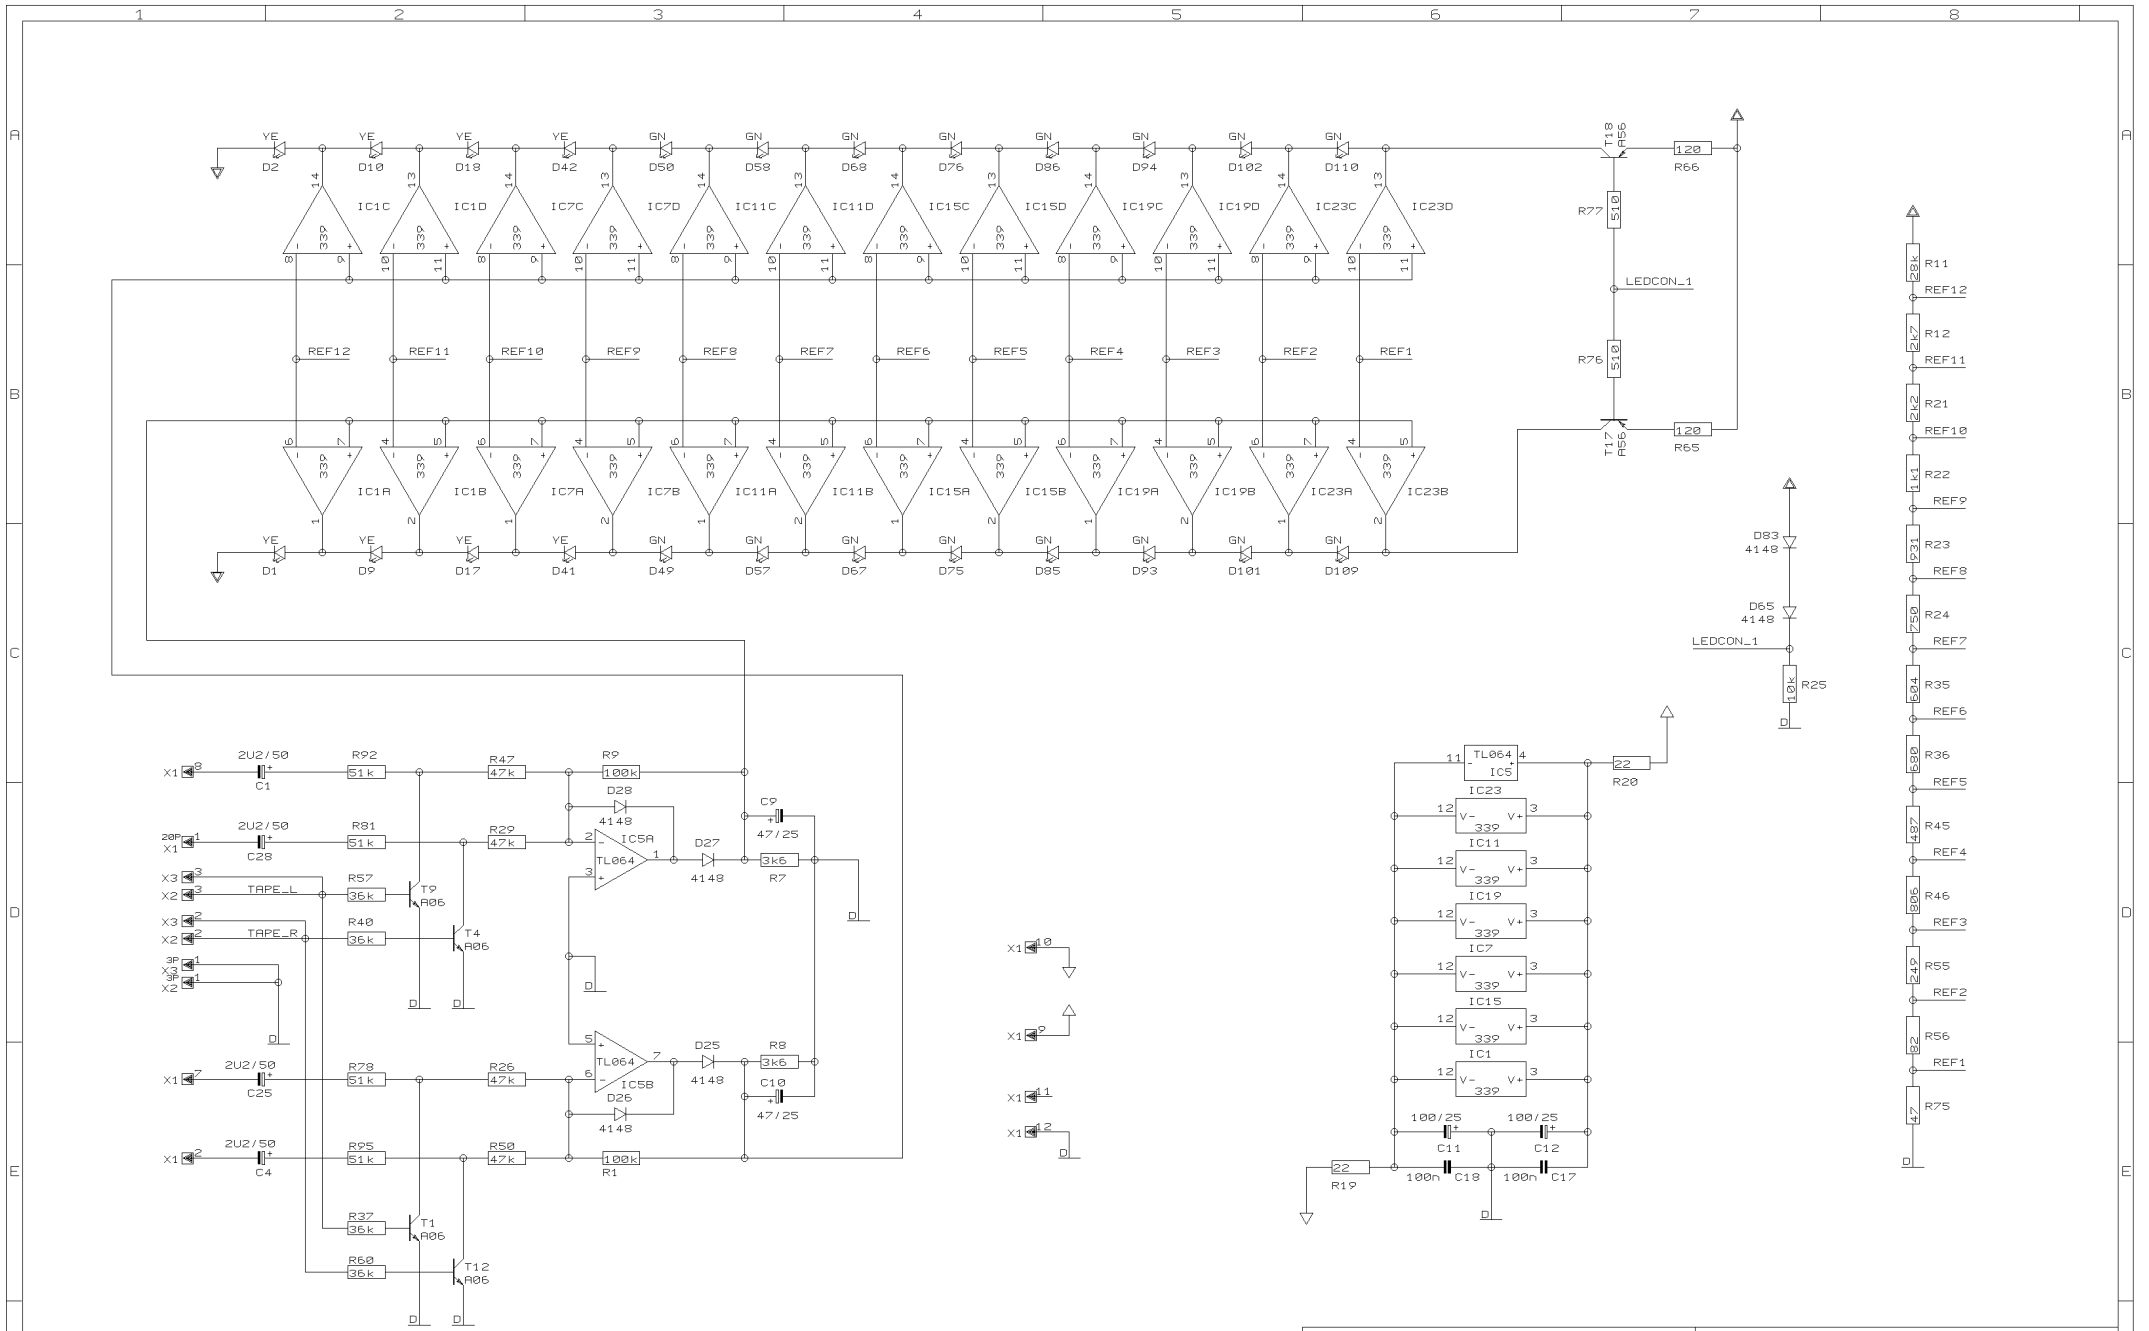 1 2 3 4 5 6 7 8
A A
YE YE YE YE GN GN GN GN GN GN GN GN
D2 D10 D18 D42 D50 D58 D68 D76 D86 D94 D102 D110
T18 A56
120
R66
14 13 14 13 14 13 14 13 14 13 14 13
IC1C IC1D IC7C IC7D IC11C IC11D IC15C IC15D IC19C IC19D IC23C IC23D
R77 510
339 339 339 339 339 339 339 339 339 339 339 339
- + - + - + - + - + - + - + - + - + - + - + - +
8 9 10 11 8 9 10 11 8 9 10 11 8 9 10 11 8 9 10 11 8 9 10 11
LEDCON_1
REF12 REF11 REF10 REF9 REF8 REF7 REF6 REF5 REF4 REF3 REF2 REF1
R76 510
B B
6 7 4 5 6 7 4 5 6 7 4 5 6 7 4 5 6 7 4 5 6 7 4 5
- + - + - + - + - + - + - + - + - + - + - + - +
339 339 339 339 339 339 339 339 339 339 339 339
T17 A56
120
R65
IC1A IC1B IC7A IC7B IC11A IC11B IC15A IC15B IC19A IC19B IC23A IC23B
1 2 1 2 1 2 1 2 1 2 1 2
YE YE YE YE GN GN GN GN GN GN GN GN
D1 D9 D17 D41 D49 D57 D67 D75 D85 D93 D101 D109
28k R11
REF12
2k7 R12
REF11
2k2 R21
REF10
1k1 R22
REF9
931 R23
REF8
750 R24
REF7
604 R35
REF6
680 R36
REF5
487 R45
REF4
806 R46
REF3
249 R55
REF2
82 R56
REF1
47 R75
D
D83
4148
D65
4148
LEDCON_1
10k R25
D
C C
X1 8
2U2/50
+
C1
R92
51k
R47
47k
R9
100k
D28
4148
20P 1
X1
2U2/50
+
C28
R81
51k
R29
47k
2 -
IC5A
TL064 1
3 +
D27
4148
C9
+
47/25
3k6
R7
D
X3 3
X2 3
TAPE_L
R57
36k
T9
A06
X3 2
X2 2
TAPE_R
R40
36k
T4
A06
3P 1
X3
3P 1
X2
D
D D
D
D D
X1 7
2U2/50
+
C25
R78
51k
R26
47k
5 +
TL064 7
6 -
IC5B
D26
4148
D25
4148
R8
3k6
C10
+
47/25
X1 2
2U2/50
+
C4
R95
51k
R50
47k
100k
R1
R37
36k
T1
A06
R60
36k
T12
A06
D D
X1 10
X1 9
X1 11
X1 12
D
11 TL064 4
- +
IC5
22
R20
IC23
12 V- V+ 3
339
IC11
12 V- V+ 3
339
IC19
12 V- V+ 3
339
IC7
12 V- V+ 3
339
IC15
12 V- V+ 3
339
IC1
12 V- V+ 3
339
100/25 100/25
+ +
C11 C12
22
R19
100n C18 100n C17
D
E E